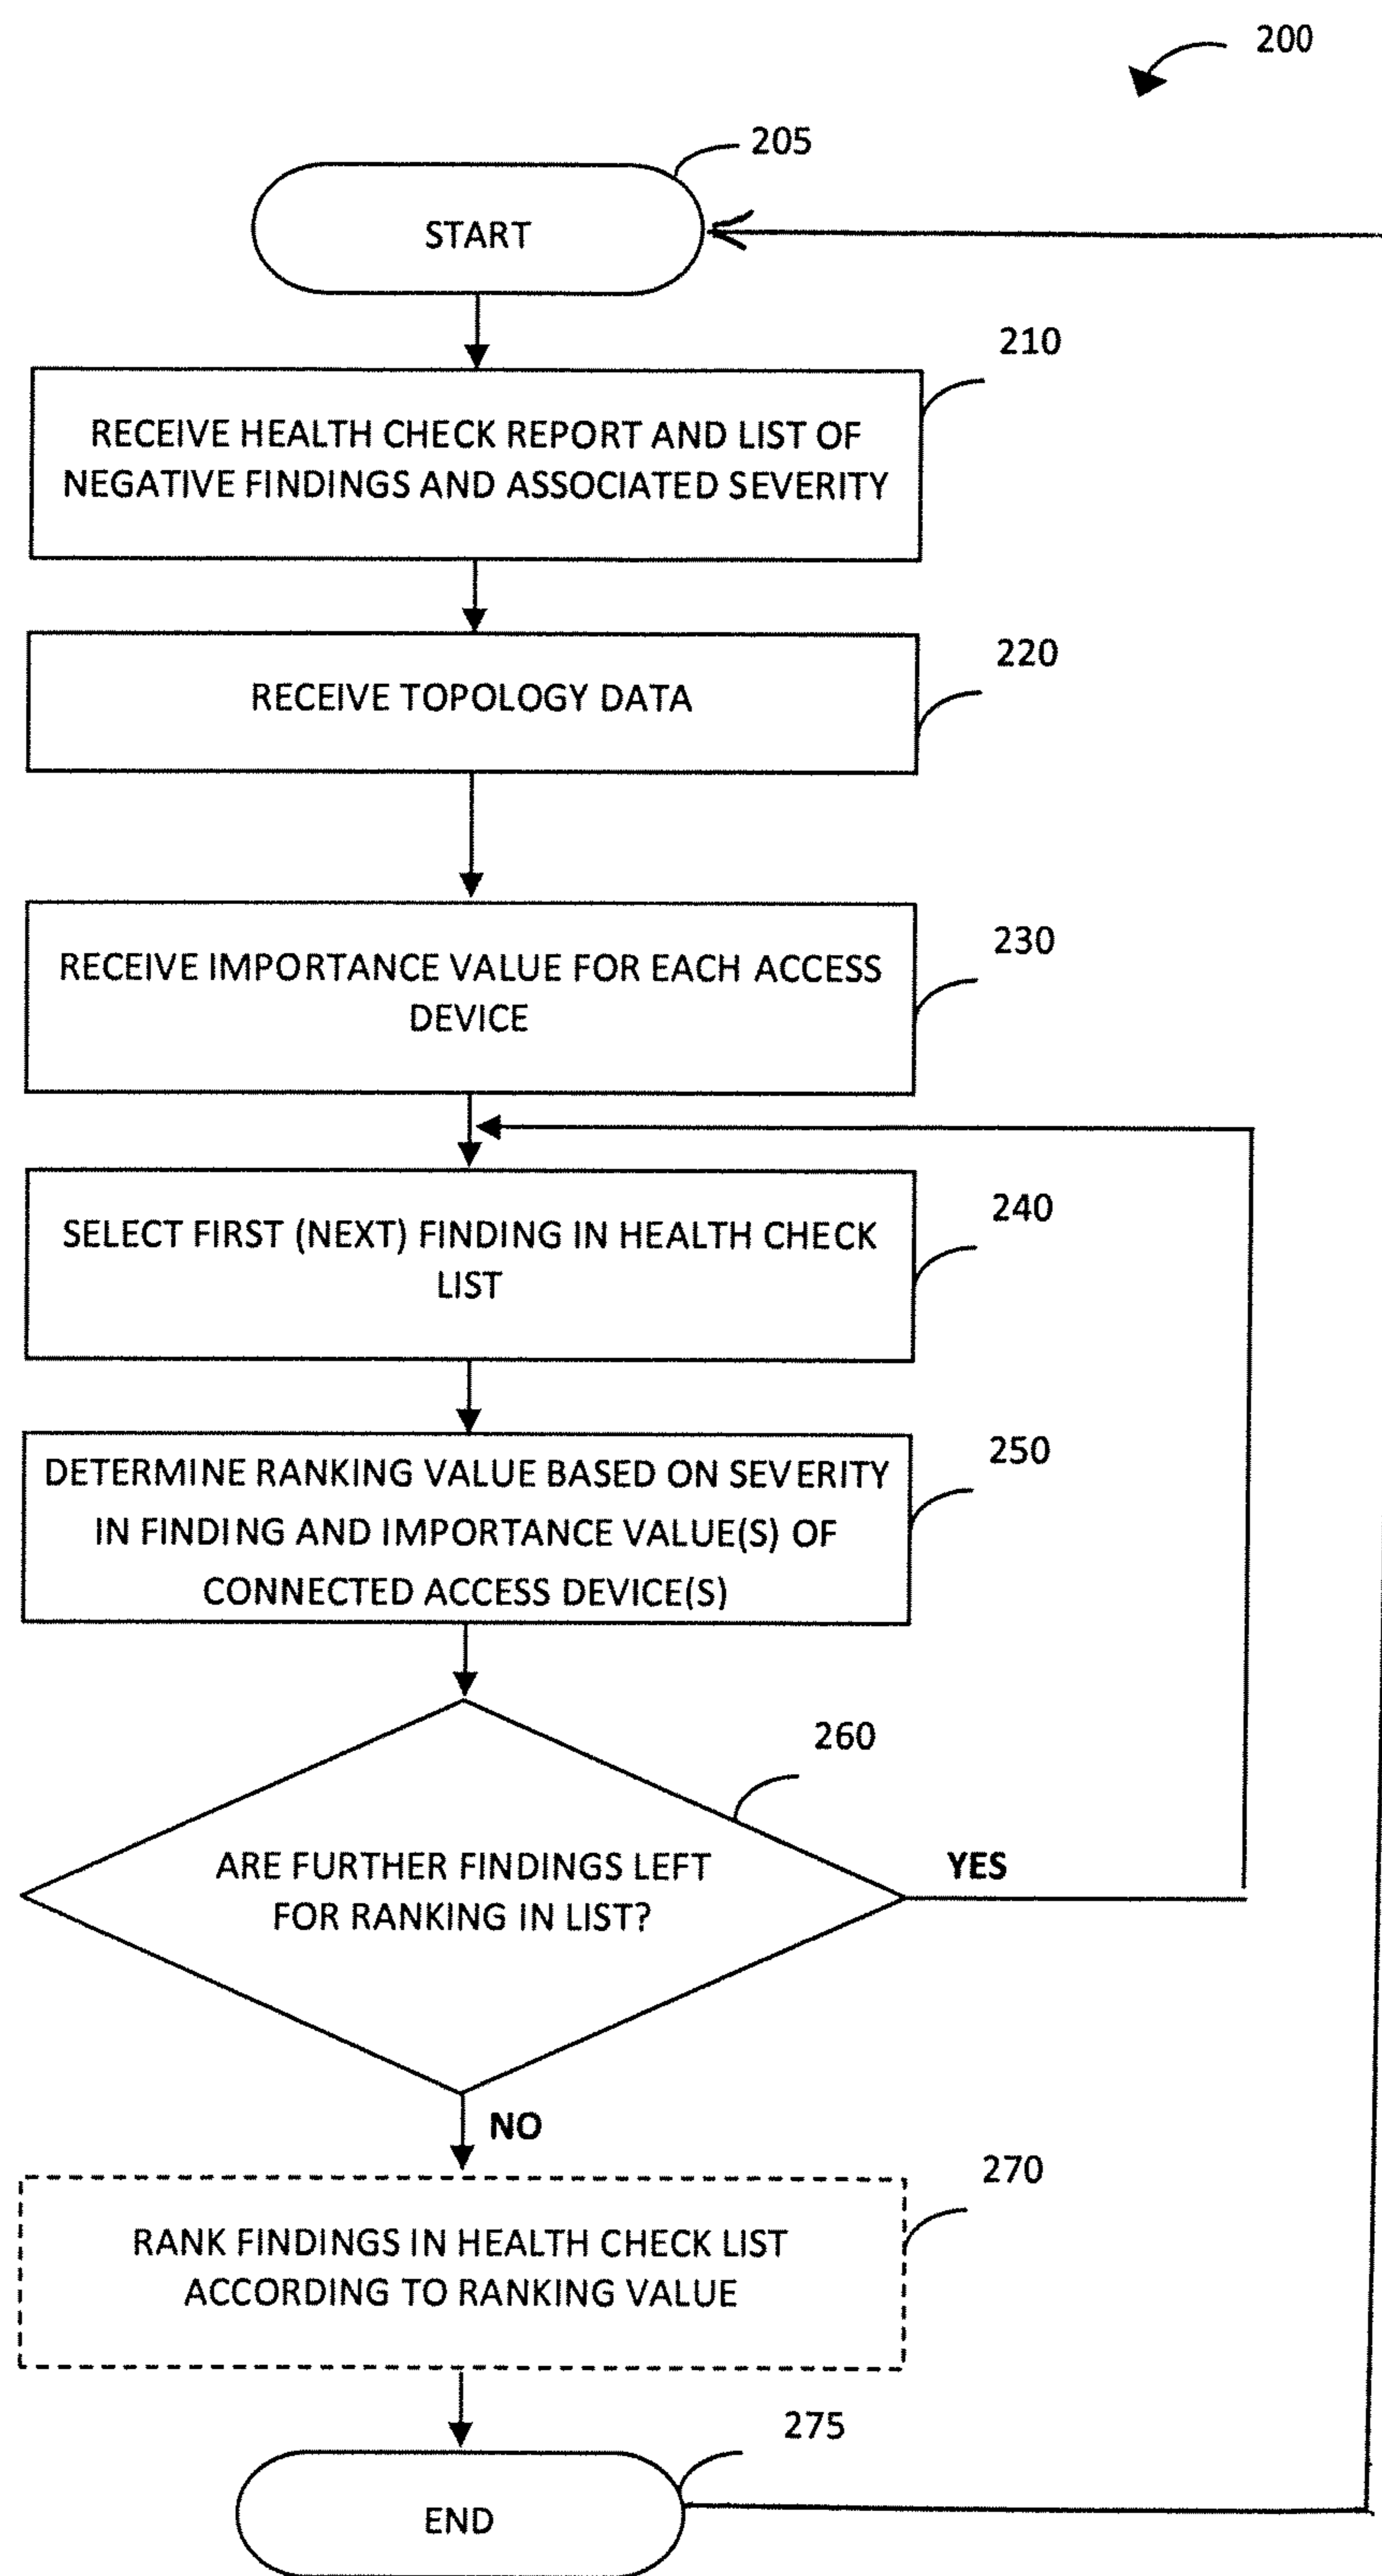 200
205
START
210
RECEIVE HEALTH CHECK REPORT AND LIST OF
NEGATIVE FINDINGS AND ASSOCIATED SEVERITY
220
RECEIVE TOPOLOGY DATA
230
RECEIVE IMPORTANCE VALUE FOR EACH ACCESS
DEVICE
240
SELECT FIRST (NEXT) FINDING IN HEALTH CHECK
LIST
250
DETERMINE RANKING VALUE BASED ON SEVERITY
IN FINDING AND IMPORTANCE VALUE(S) OF
CONNECTED ACCESS DEVICE(S)
260
ARE FURTHER FINDINGS LEFT
FOR RANKING IN LIST?
YES
NO
270
RANK FINDINGS IN HEALTH CHECK LIST
ACCORDING TO RANKING VALUE
275
END